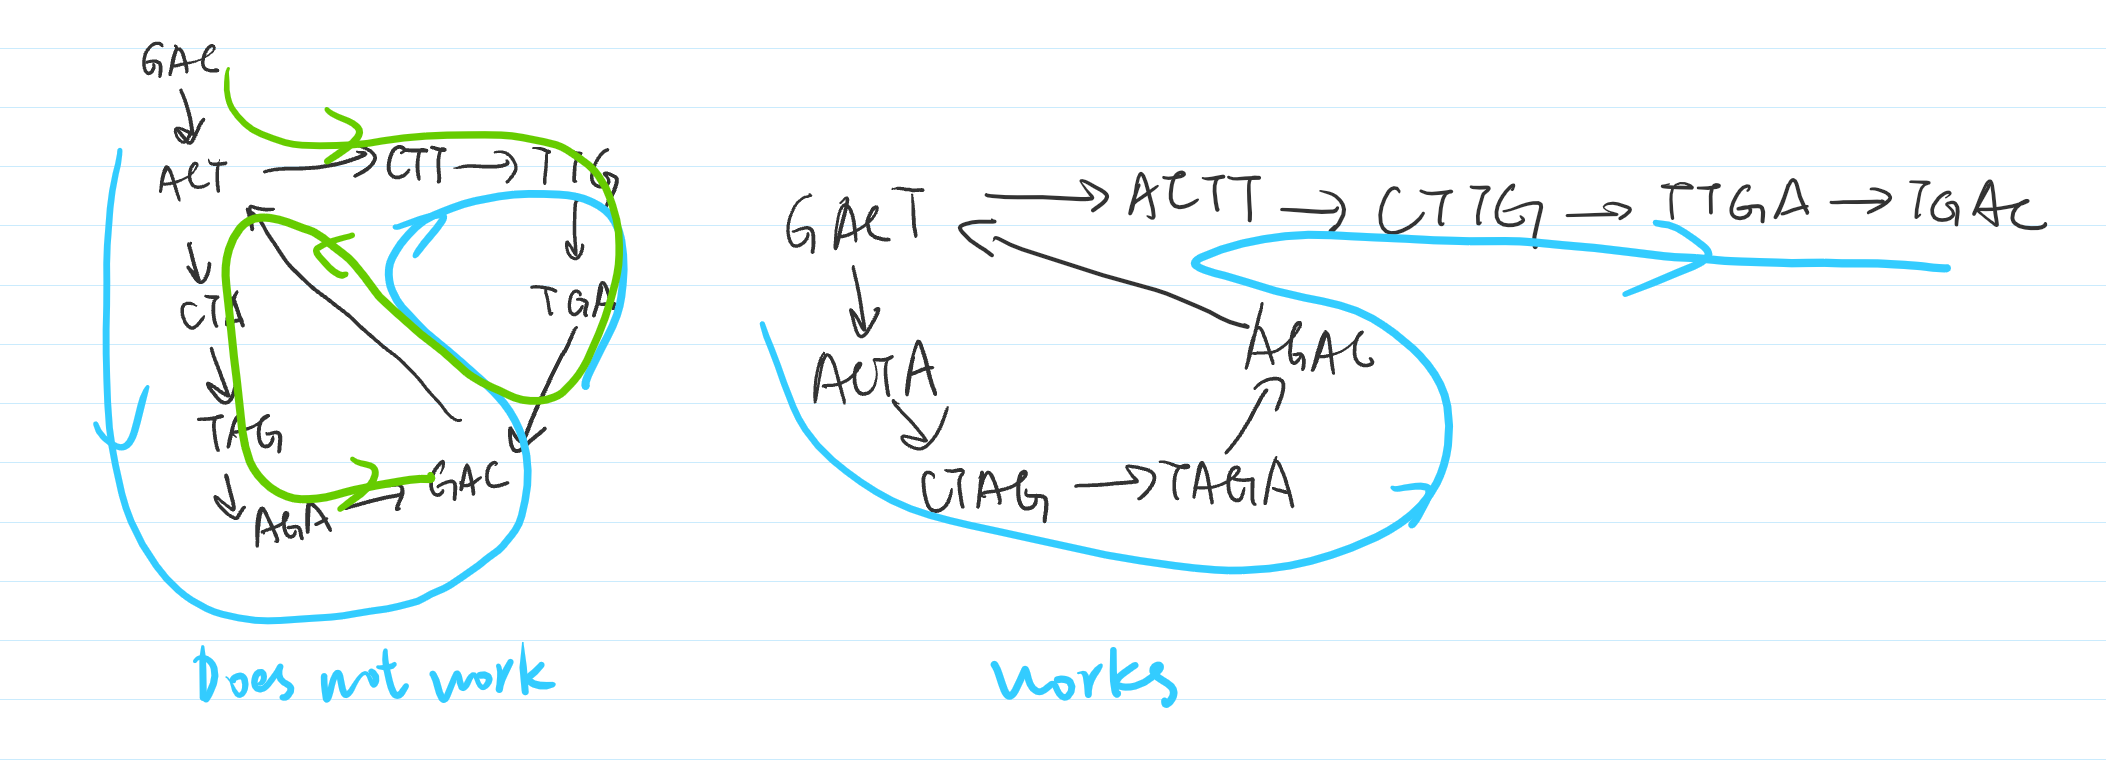 GAC
ACT → CTT → TTG
GACT → ACTT → CTTG → TTGA → TGAC
CTA
TGA
AGAC
ACTA
TAG
GAC
CTAG → TAGA
AGA
Does not work
works